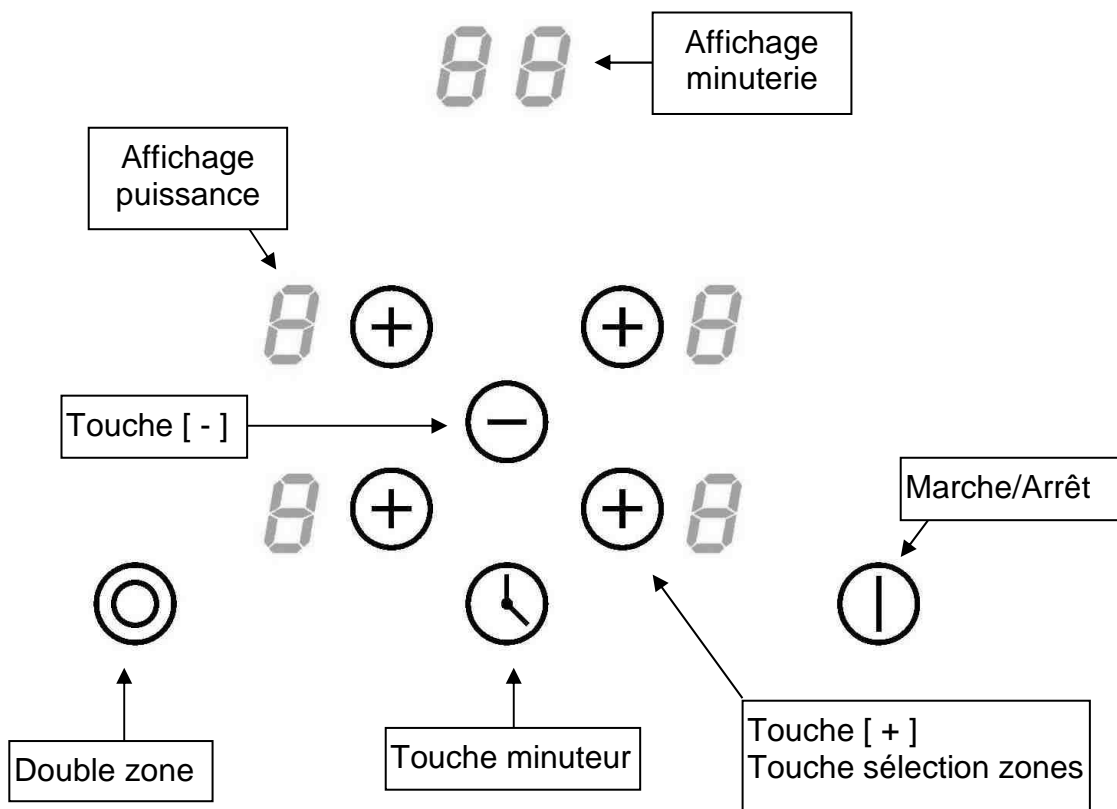 Affichage
minuterie
Affichage
puissance
Touche [ - ]
Marche/Arrêt
Double zone
Touche minuteur
Touche [ + ]
Touche sélection zones